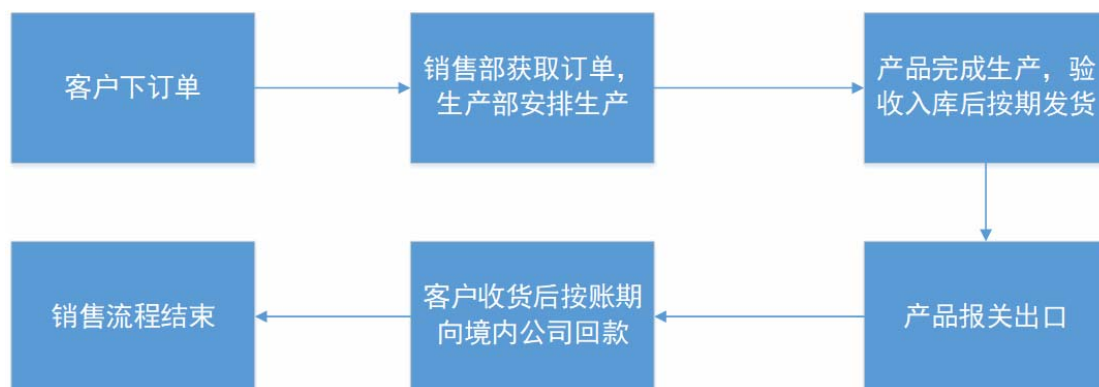 客户下订单
销售部获取订单，
生产部安排生产
产品完成生产，验
收入库后按期发货
产品报关出口
客户收货后按账期
向境内公司回款
销售流程结束